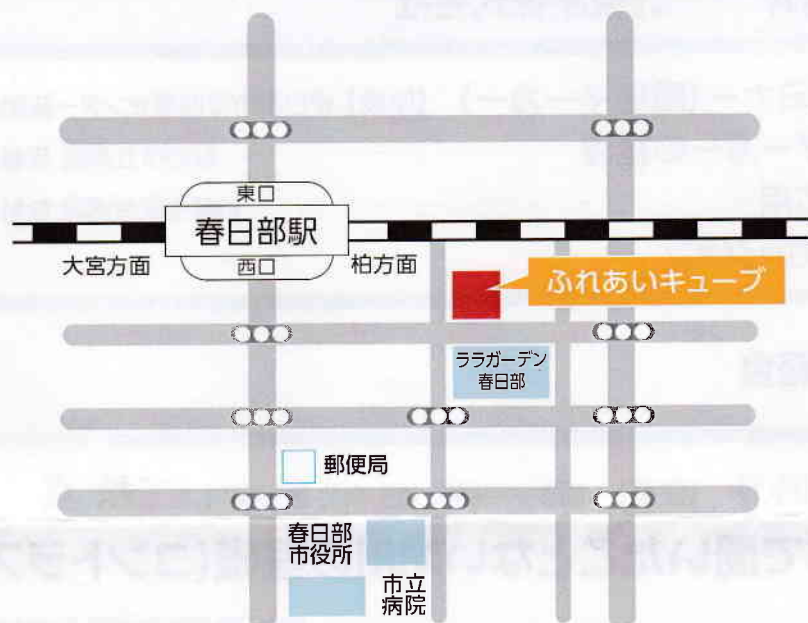 東口
春日部駅
西口
大宮方面
柏方面
ふれあいキューブ
ララガーデン
春日部
郵便局
春日部
市役所
市立
病院